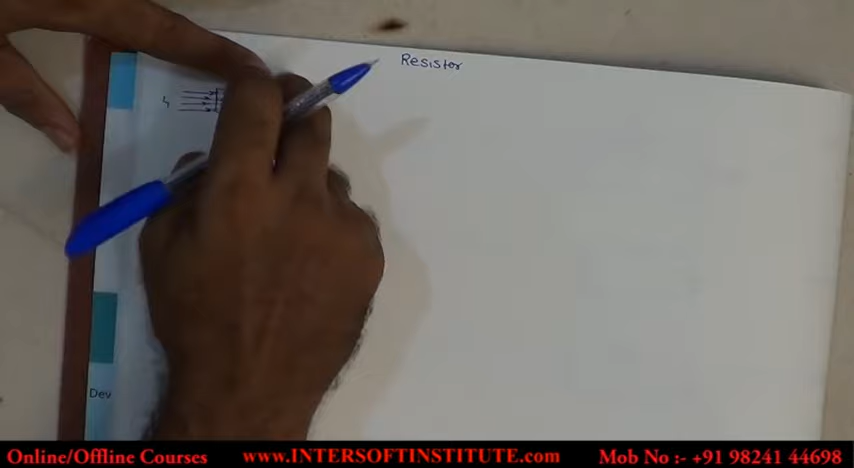 Resistor
Dev
Online/Offline Courses www.INTERSOFTINSTITUTE.com Mob No :- +91 98241 44698